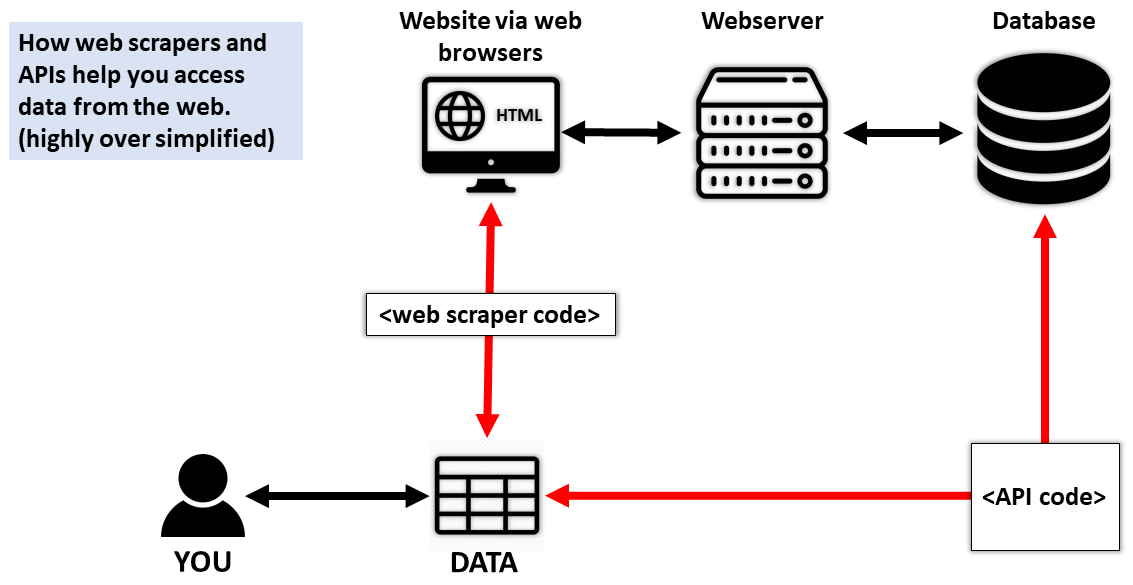 How web scrapers and
APIs help you access
data from the web.
(highly over simplified)
Website via web
browsers
Webserver
Database
HTML
<web scraper code>
<API code>
YOU
DATA